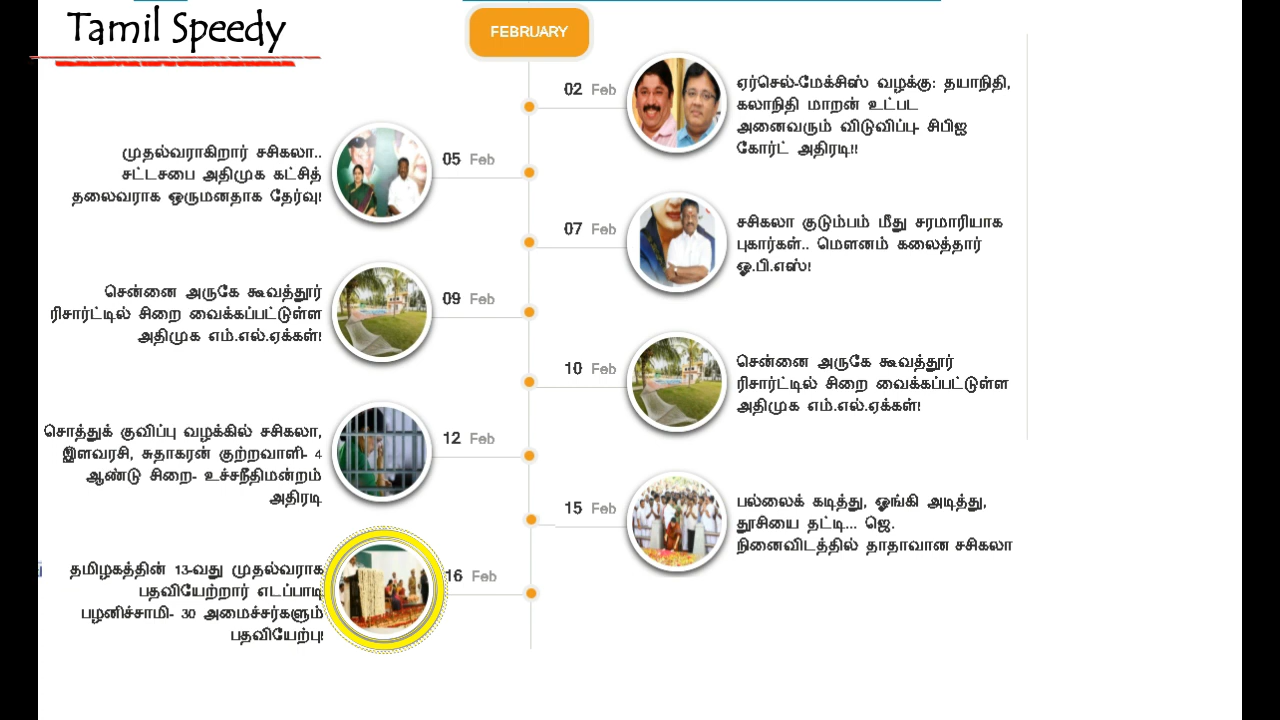 Tamil Speedy
FEBRUARY
02 Feb
ஏர்செல்-மேக்சிஸ் வழக்கு: தயாநிதி,
கலாநிதி மாறன் உட்பட
அனைவரும் விடுவிப்பு- சிபிஐ
கோர்ட் அதிரடி!!
05 Feb
முதல்வராகிறார் சசிகலா..
சட்டசபை அதிமுக கட்சித்
தலைவராக ஒருமனதாக தேர்வு!
07 Feb
சசிகலா குடும்பம் மீது சரமாரியாக
புகார்கள்.. மௌனம் கலைத்தார்
ஓ.பி.எஸ்!
09 Feb
சென்னை அருகே கூவத்தூர்
ரிசார்ட்டில் சிறை வைக்கப்பட்டுள்ள
அதிமுக எம்.எல்.ஏக்கள்!
10 Feb
சென்னை அருகே கூவத்தூர்
ரிசார்ட்டில் சிறை வைக்கப்பட்டுள்ள
அதிமுக எம்.எல்.ஏக்கள்!
12 Feb
சொத்துக் குவிப்பு வழக்கில் சசிகலா,
இளவரசி, சுதாகரன் குற்றவாளி- 4
ஆண்டு சிறை- உச்சநீதிமன்றம்
அதிரடி
15 Feb
பல்லைக் கடித்து, ஓங்கி அடித்து,
தூசியை தட்டி... ஜெ.
நினைவிடத்தில் தாதாவான சசிகலா
16 Feb
தமிழகத்தின் 13-வது முதல்வராக
பதவியேற்றார் எடப்பாடி
பழனிச்சாமி- 30 அமைச்சர்களும்
பதவியேற்பு!